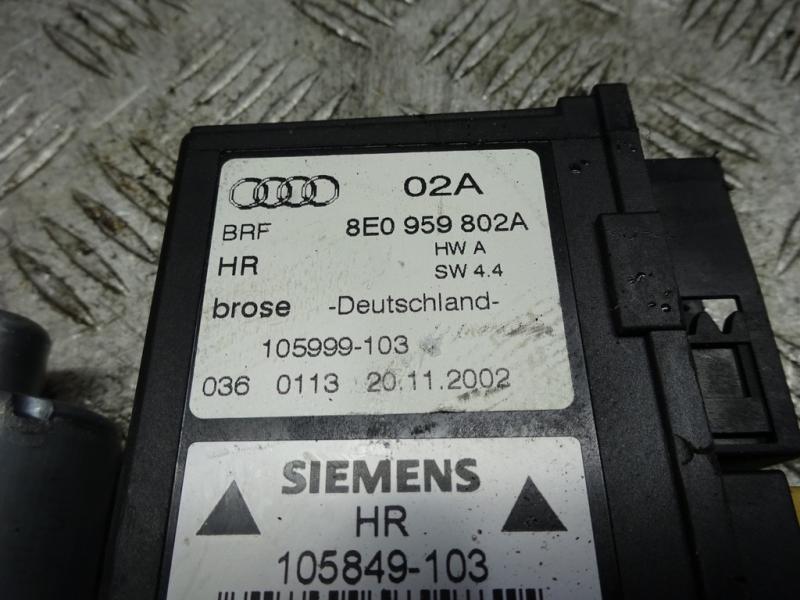 02A
BRF 8E0 959 802A
HR HW A
SW 4.4
brose -Deutschland-
105999-103
036 0113 20.11.2002
SIEMENS
HR
105849-103